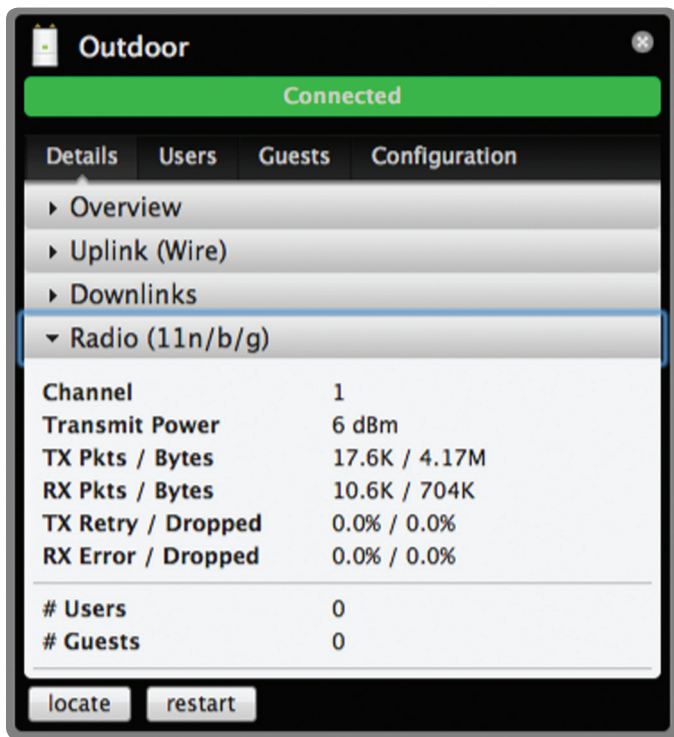 Outdoor
Connected
Details Users Guests Configuration
Overview
Uplink (Wire)
Downlinks
Radio (11n/b/g)
Channel 1
Transmit Power 6 dBm
TX Pkts / Bytes 17.6K / 4.17M
RX Pkts / Bytes 10.6K / 704K
TX Retry / Dropped 0.0% / 0.0%
RX Error / Dropped 0.0% / 0.0%
# Users 0
# Guests 0
locate restart